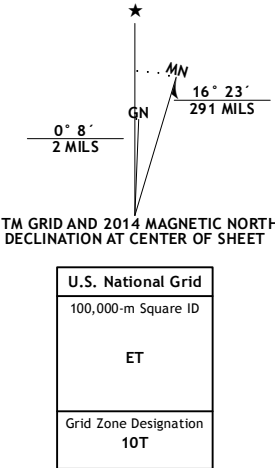 ★
MN
GN
16° 23´
291 MILS
0° 8´
2 MILS
TM GRID AND 2014 MAGNETIC NORTH
DECLINATION AT CENTER OF SHEET
U.S. National Grid
100,000-m Square ID
ET
Grid Zone Designation
10T